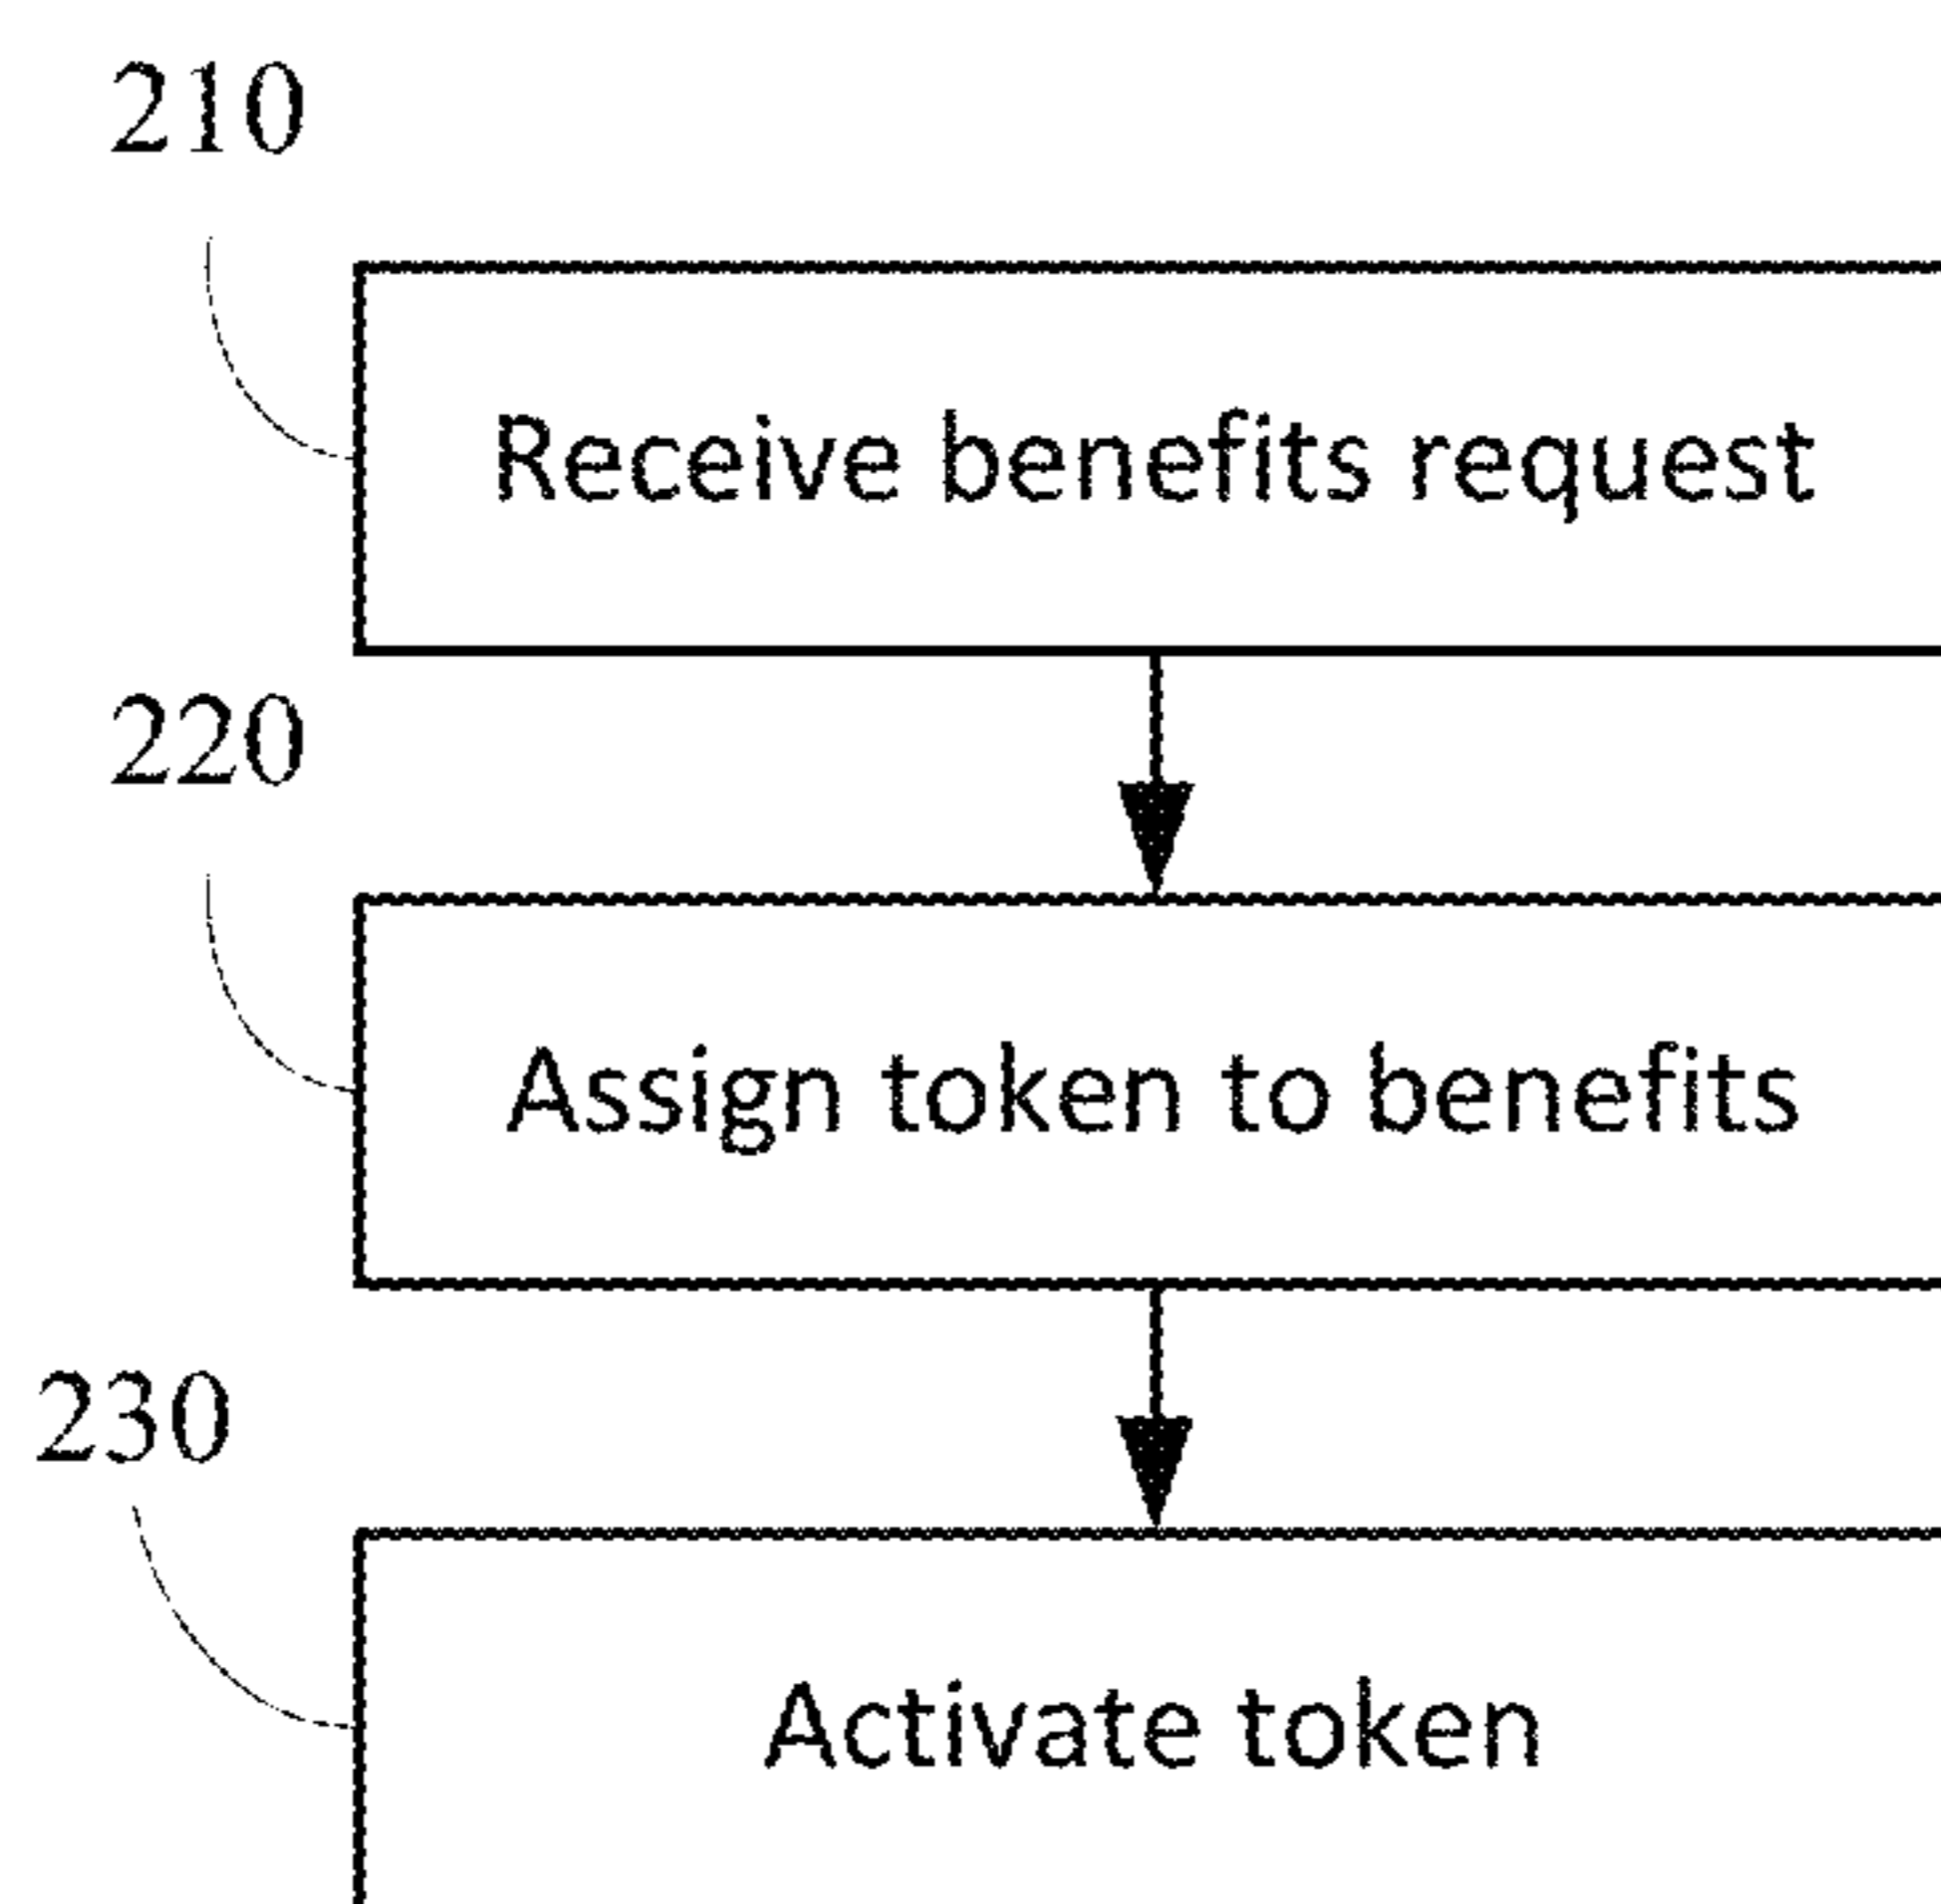 210
Receive benefits request
220
Assign token to benefits
230
Activate token